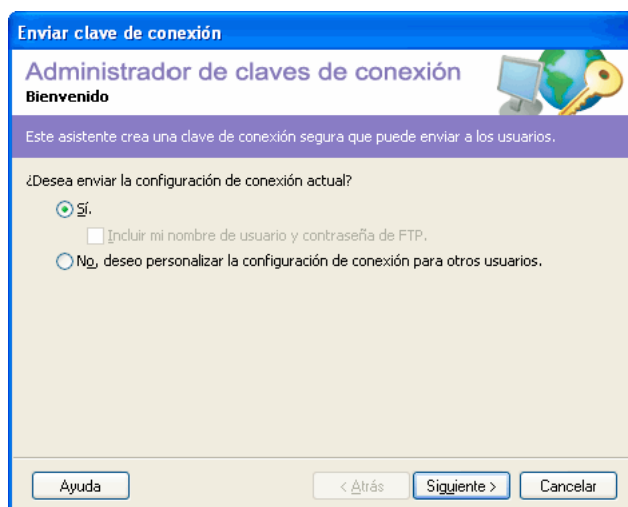 Enviar clave de conexión
Administrador de claves de conexión
Bienvenido
Este asistente crea una clave de conexión segura que puede enviar a los usuarios.
¿Desea enviar la configuración de conexión actual?
Sí.
Incluir mi nombre de usuario y contraseña de FTP.
No, deseo personalizar la configuración de conexión para otros usuarios.
Ayuda < Atrás Siguiente > Cancelar